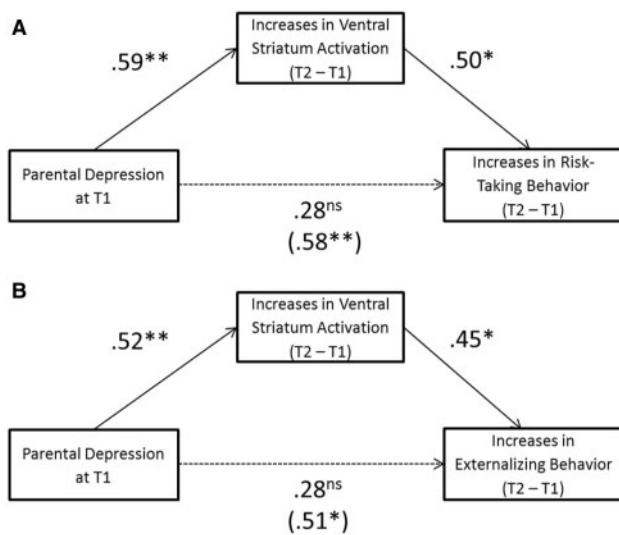 A
Increases in Ventral
Striatum Activation
(T2 – T1)
.59**
.50*
Parental Depression
at T1
Increases in Risk-
Taking Behavior
(T2 – T1)
.28ns
(.58**)
B
Increases in Ventral
Striatum Activation
(T2 – T1)
.52**
.45*
Parental Depression
at T1
Increases in
Externalizing Behavior
(T2 – T1)
.28ns
(.51*)